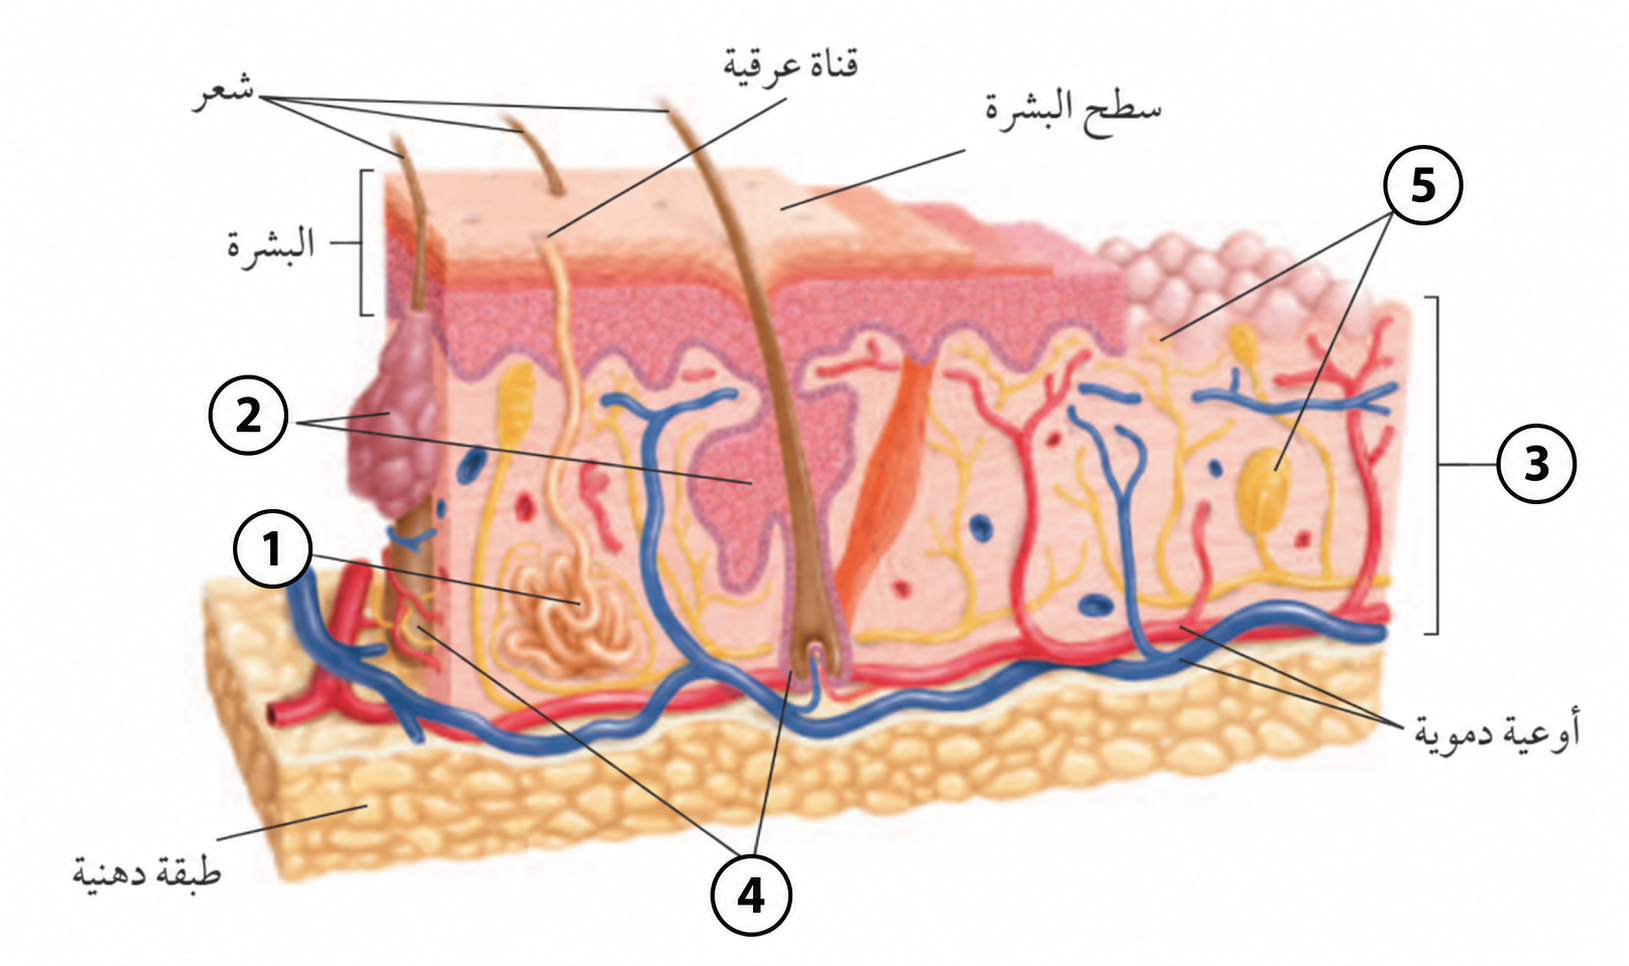 قناة عرقية
سطح البشرة
شعر
5
البشرة
2
3
1
أوعية دموية
طبقة دهنية
4